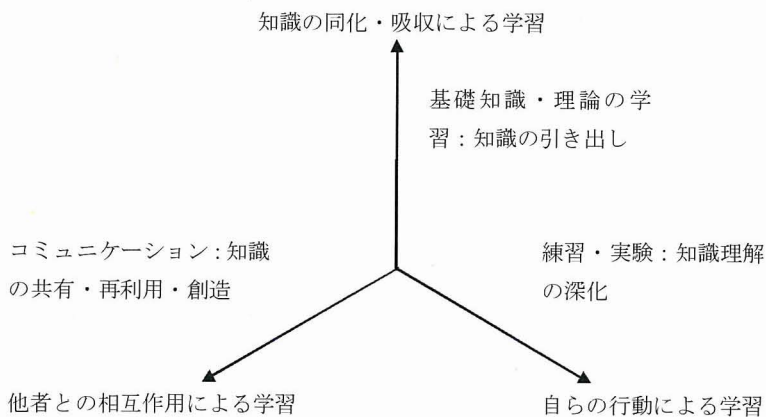 知識の同化・吸収による学習
基礎知識・理論の学
習：知識の引き出し
コミュニケーション：知識
の共有・再利用・創造
練習・実験：知識理解
の深化
他者との相互作用による学習
自らの行動による学習